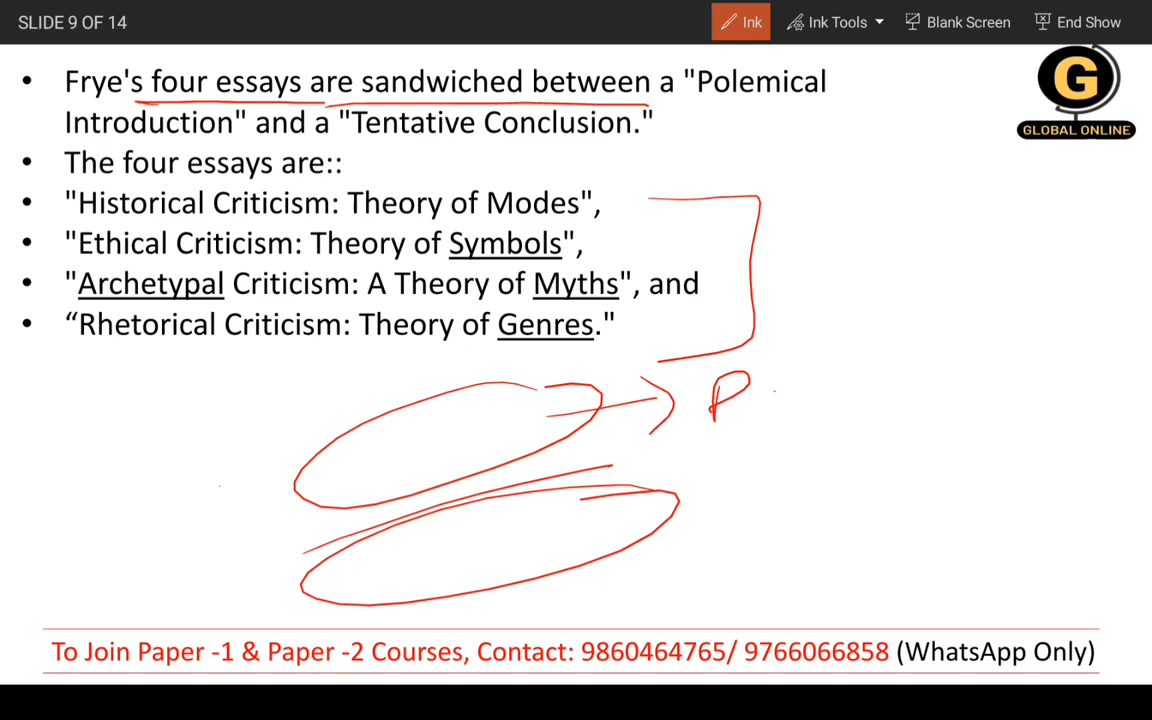 SLIDE 9 OF 14 Ink Ink Tools Blank Screen End Show
• Frye's four essays are sandwiched between a "Polemical
Introduction" and a "Tentative Conclusion."
• The four essays are::
• "Historical Criticism: Theory of Modes",
• "Ethical Criticism: Theory of Symbols",
• "Archetypal Criticism: A Theory of Myths", and
• “Rhetorical Criticism: Theory of Genres."
G
GLOBAL ONLINE
P
To Join Paper -1 & Paper -2 Courses, Contact: 9860464765/ 9766066858 (WhatsApp Only)